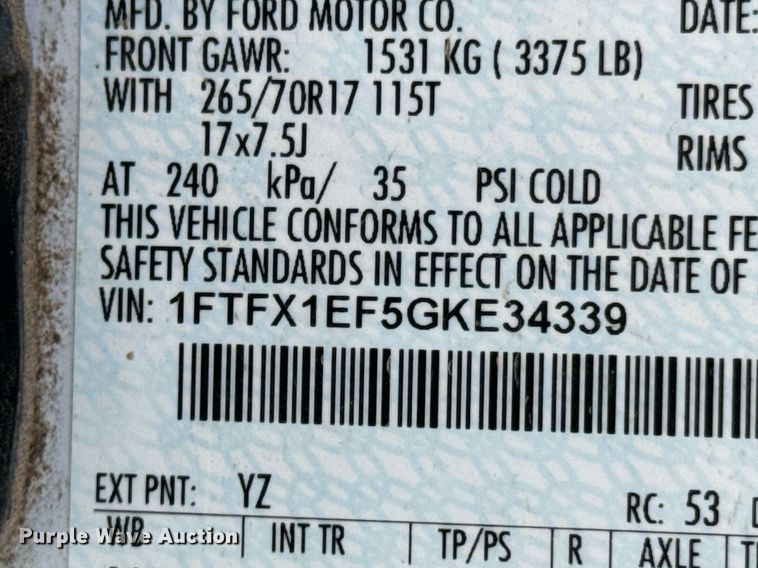 MFD. BY FORD MOTOR CO. DATE:
FRONT GAWR: 1531 KG ( 3375 LB)
WITH 265/70R17 115T TIRES
17x7.5J RIMS
AT 240 kPa/ 35 PSI COLD
THIS VEHICLE CONFORMS TO ALL APPLICABLE FE
SAFETY STANDARDS IN EFFECT ON THE DATE OF
VIN: 1FTFX1EF5GKE34339
EXT PNT: YZ RC: 53
WB INT TR TP/PS R AXLE
Purple Wave Auction